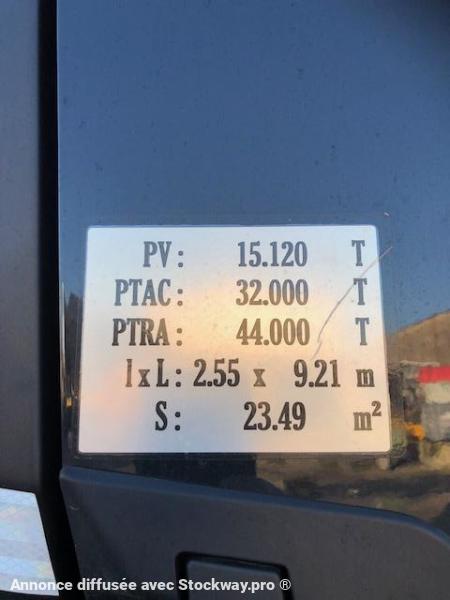 PV : 15.120 T
PTAC : 32.000 T
PTRA : 44.000 T
l x L : 2.55 x 9.21 m
S : 23.49 m²
Annonce diffusée avec Stockway.pro ®